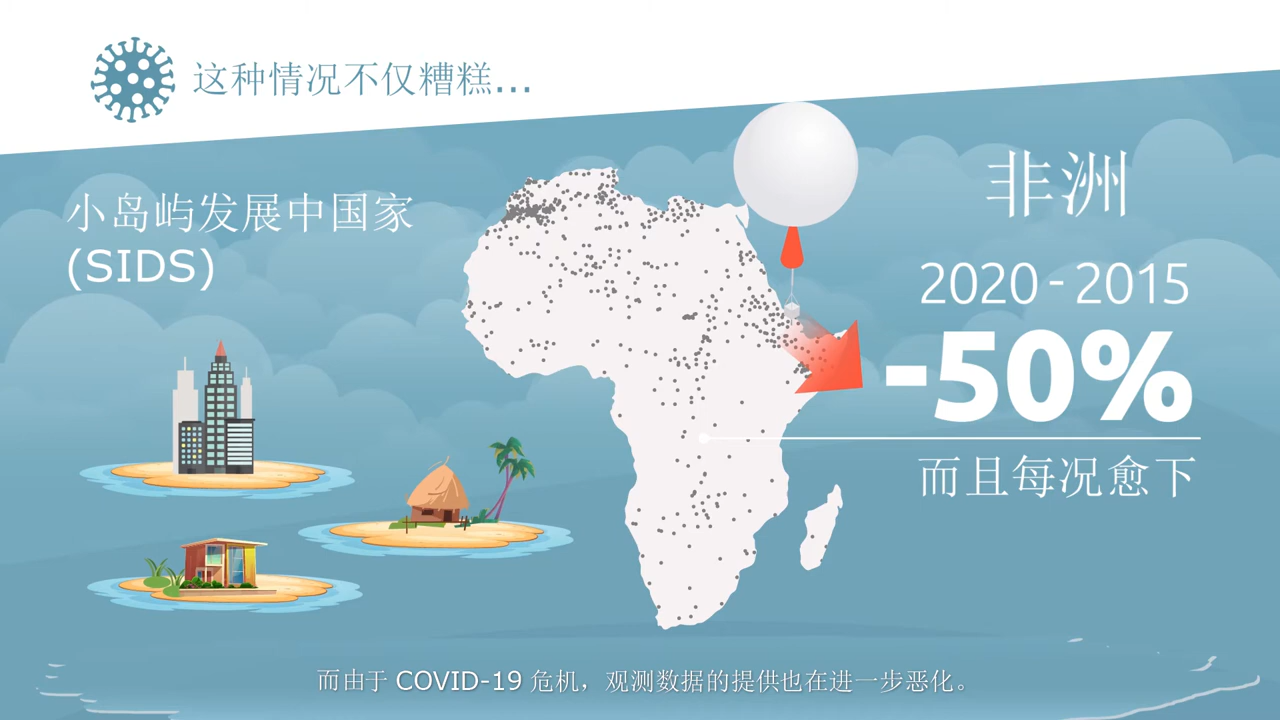 这种情况不仅糟糕...
小岛屿发展中国家
(SIDS)
非洲
2020-2015
-50%
而且每况愈下
而由于 COVID-19 危机，观测数据的提供也在进一步恶化。